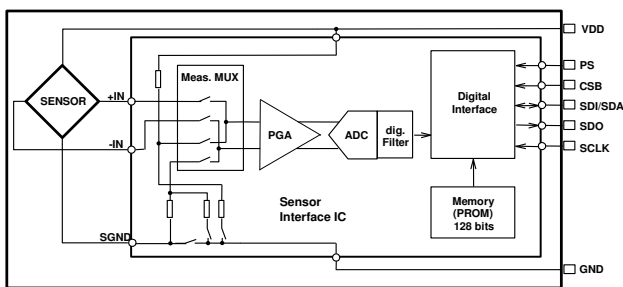 VDD
PS
CSB
SDI/SDA
SDO
SCLK
GND
SENSOR
+IN
-IN
SGND
Meas. MUX
PGA
ADC
dig.
Filter
Digital
Interface
Memory
(PROM)
128 bits
Sensor
Interface IC